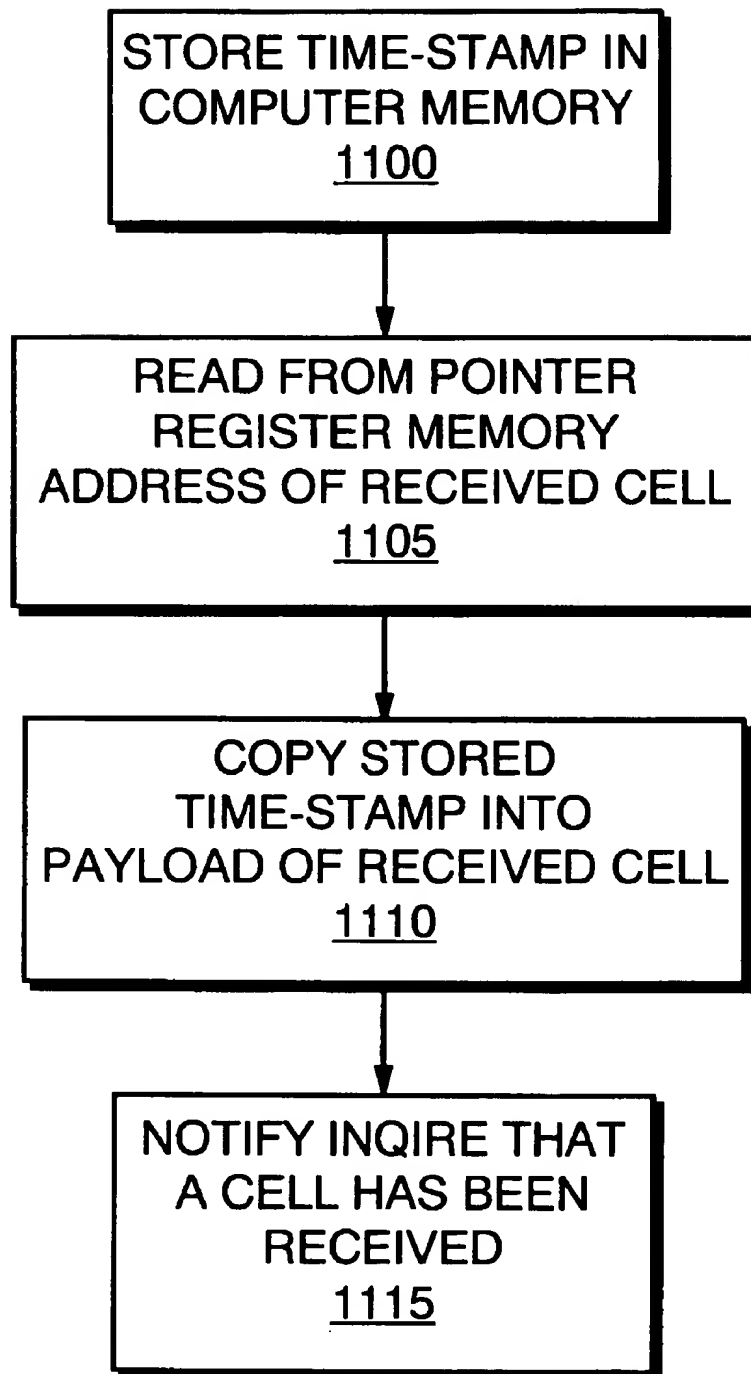 STORE TIME-STAMP IN
COMPUTER MEMORY
1100
READ FROM POINTER
REGISTER MEMORY
ADDRESS OF RECEIVED CELL
1105
COPY STORED
TIME-STAMP INTO
PAYLOAD OF RECEIVED CELL
1110
NOTIFY INQIRE THAT
A CELL HAS BEEN
RECEIVED
1115